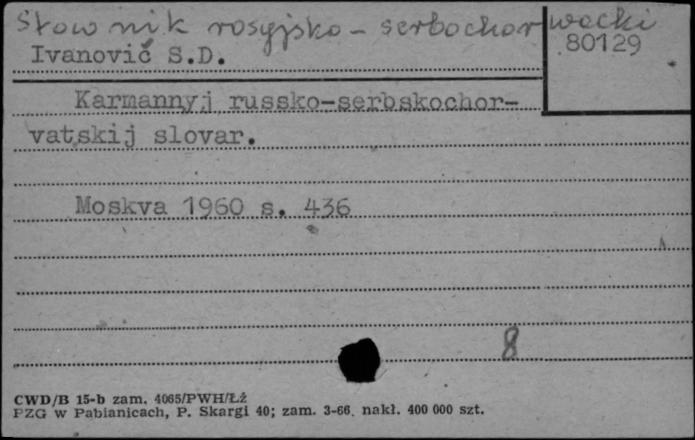 Słownik rosyjsko - serbochorwacki
Ivanović S.D.
80129
Karmannyj russko-serbskochor-
vatskij slovar.
Moskva 1960 s. 436
8
CWD/B 15-b zam. 4065/PWH/Łż
PZG w Pabianicach, P. Skargi 40; zam. 3-66. nakł. 400 000 szt.